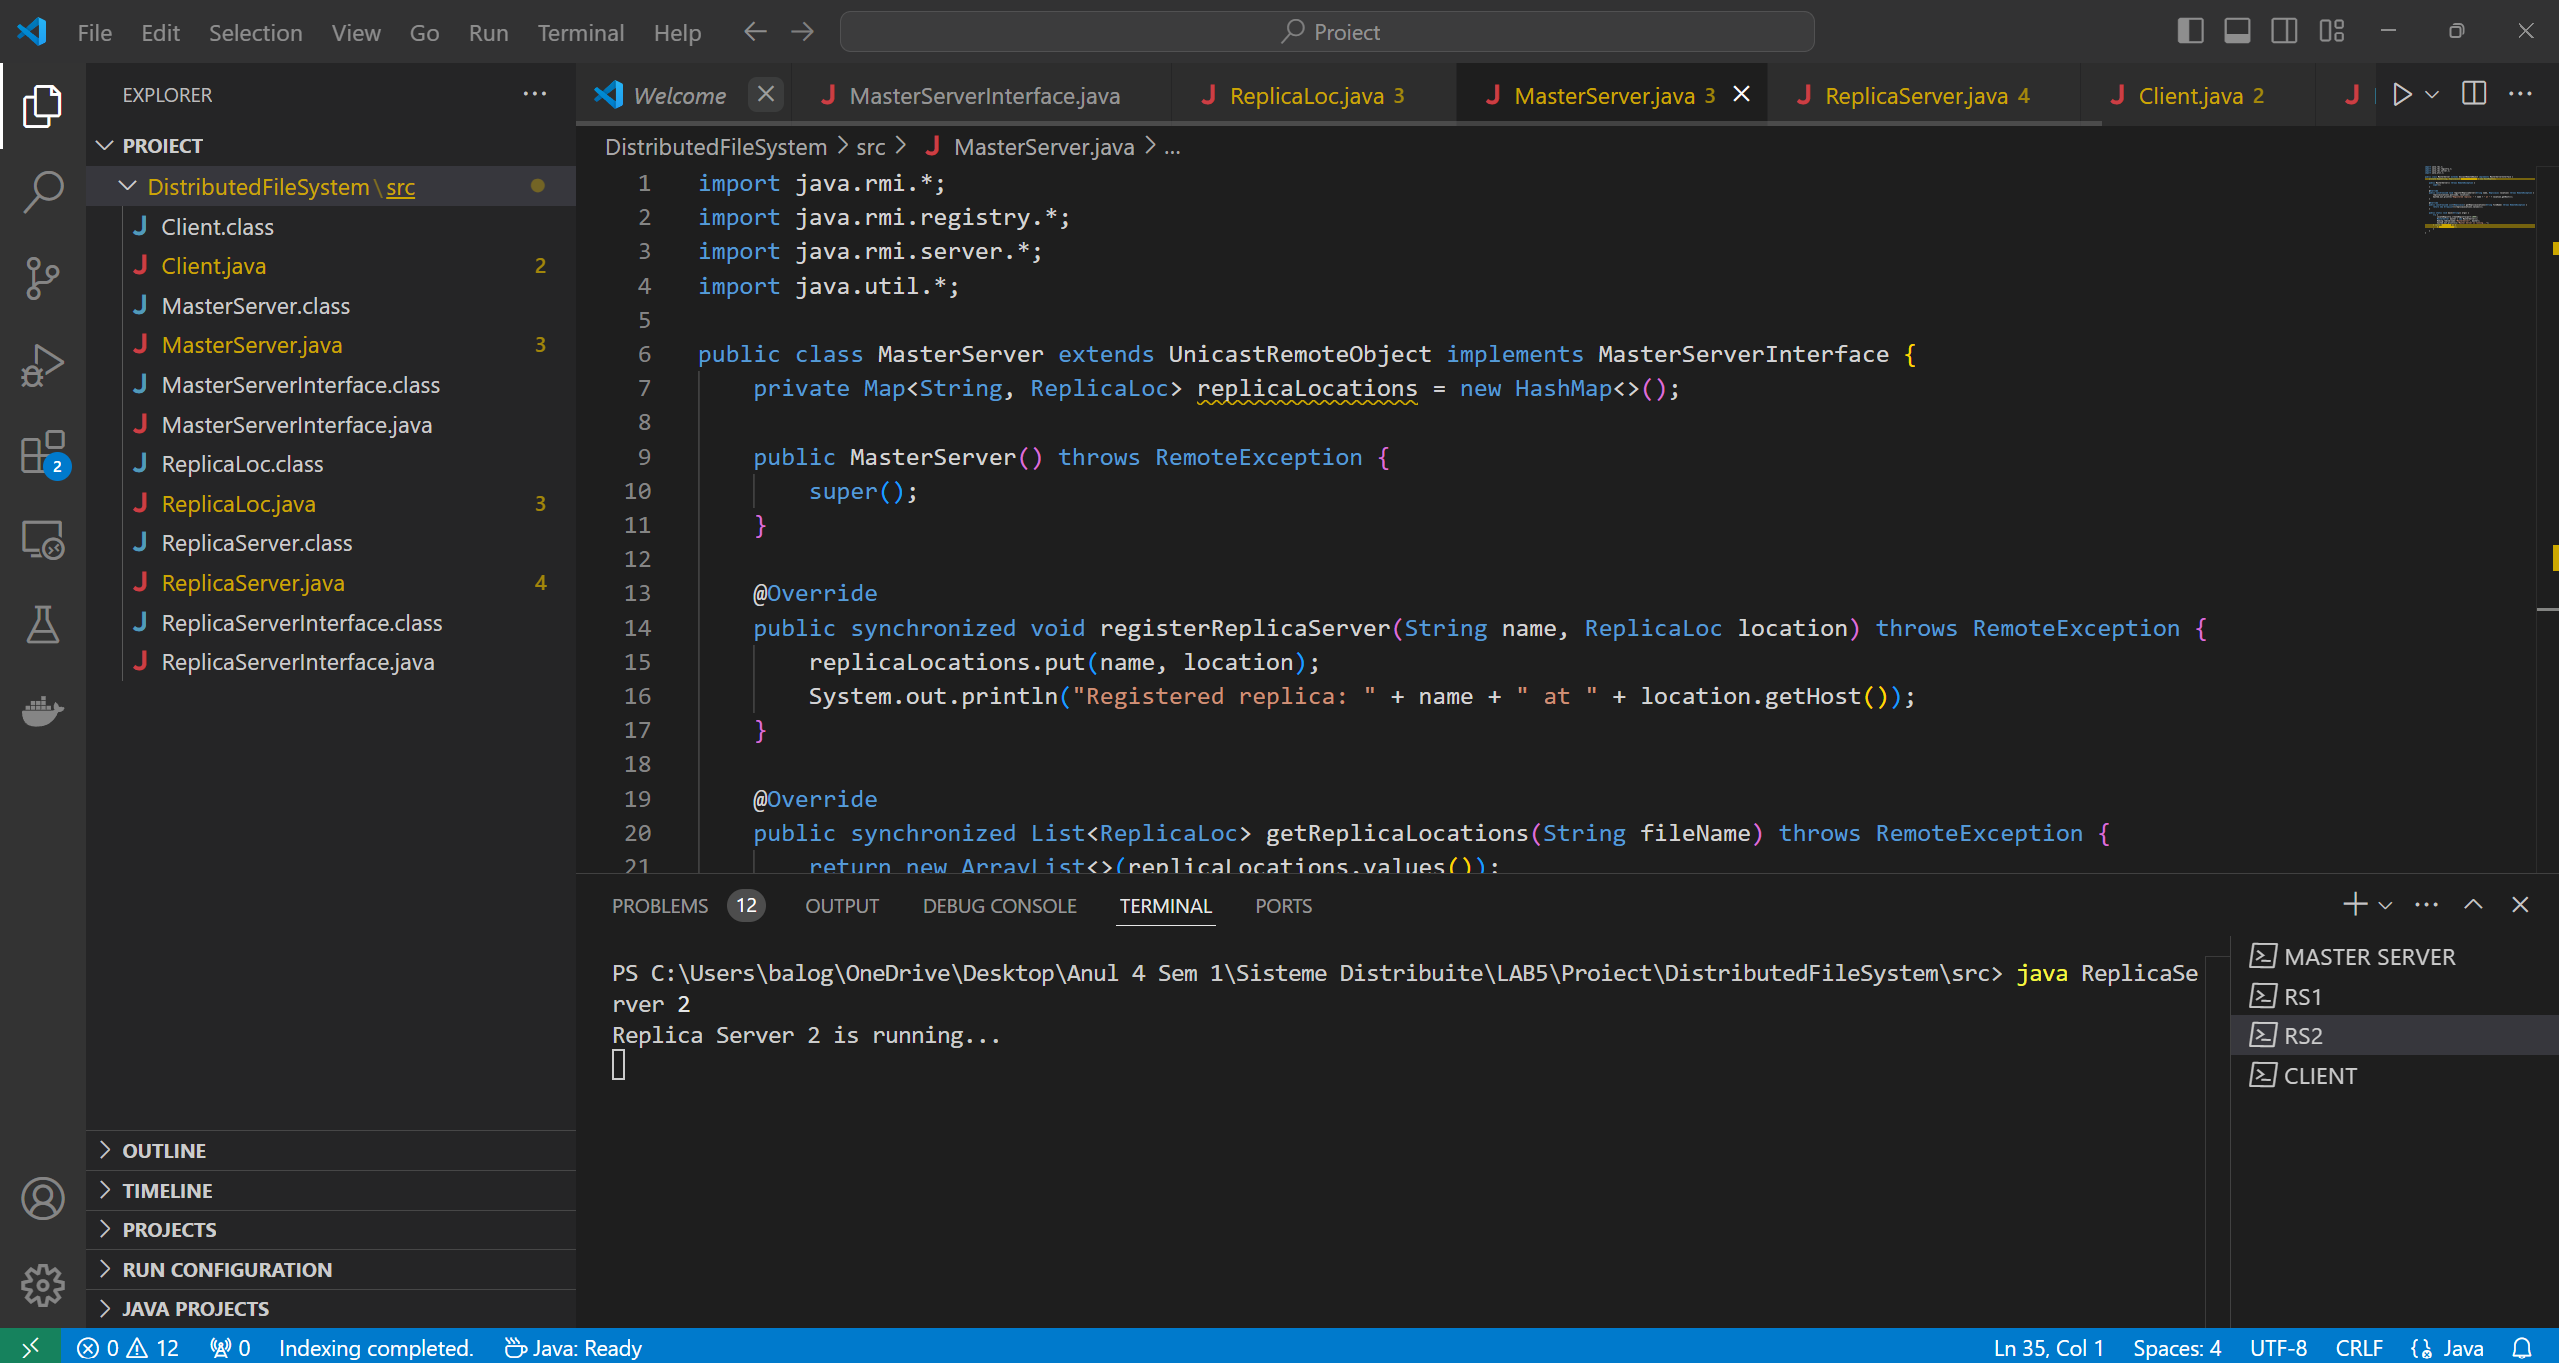 File Edit Selection View Go Run Terminal Help
Proiect
EXPLORER
PROIECT
DistributedFileSystem\src
Client.class
Client.java 2
MasterServer.class
MasterServer.java 3
MasterServerInterface.class
MasterServerInterface.java
ReplicaLoc.class
ReplicaLoc.java 3
ReplicaServer.class
ReplicaServer.java 4
ReplicaServerInterface.class
ReplicaServerInterface.java
2
OUTLINE
TIMELINE
PROJECTS
RUN CONFIGURATION
JAVA PROJECTS
Welcome MasterServerInterface.java ReplicaLoc.java 3 MasterServer.java 3 ReplicaServer.java 4 Client.java 2
DistributedFileSystem > src > MasterServer.java > ...
1 import java.rmi.*;
2 import java.rmi.registry.*;
3 import java.rmi.server.*;
4 import java.util.*;
5
6 public class MasterServer extends UnicastRemoteObject implements MasterServerInterface {
7 private Map<String, ReplicaLoc> replicaLocations = new HashMap<>();
8
9 public MasterServer() throws RemoteException {
10 super();
11 }
12
13 @Override
14 public synchronized void registerReplicaServer(String name, ReplicaLoc location) throws RemoteException {
15 replicaLocations.put(name, location);
16 System.out.println("Registered replica: " + name + " at " + location.getHost());
17 }
18
19 @Override
20 public synchronized List<ReplicaLoc> getReplicaLocations(String fileName) throws RemoteException {
21 return new ArrayList<>(replicaLocations.values());
PROBLEMS 12 OUTPUT DEBUG CONSOLE TERMINAL PORTS
PS C:\Users\balog\OneDrive\Desktop\Anul 4 Sem 1\Sisteme Distribuite\LAB5\Proiect\DistributedFileSystem\src> java ReplicaSe
rver 2
Replica Server 2 is running...
MASTER SERVER
RS1
RS2
CLIENT
0 12 0 Indexing completed. Java: Ready Ln 35, Col 1 Spaces: 4 UTF-8 CRLF Java